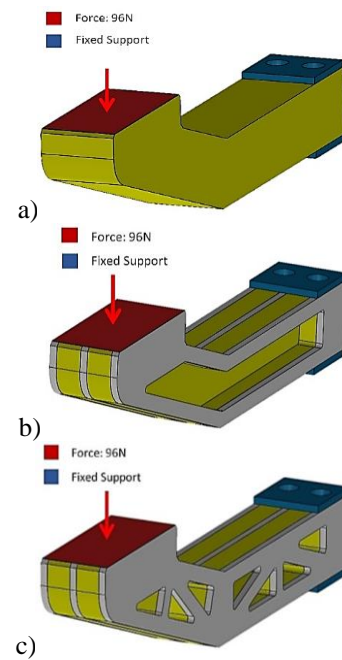 Force: 96N
Fixed Support
a)
Force: 96N
Fixed Support
b)
Force: 96N
Fixed Support
c)